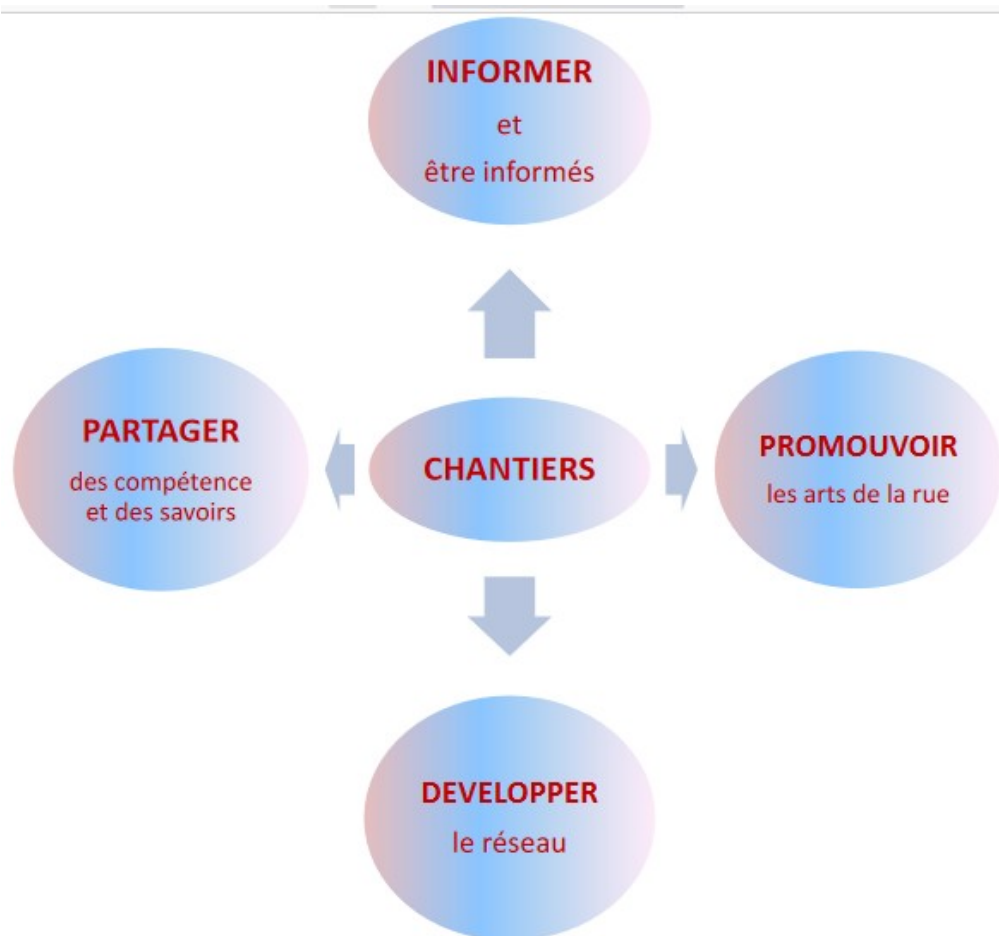 INFORMER
et
être informés
PARTAGER
des compétence
et des savoirs
CHANTIERS
PROMOUVOIR
les arts de la rue
DEVELOPPER
le réseau